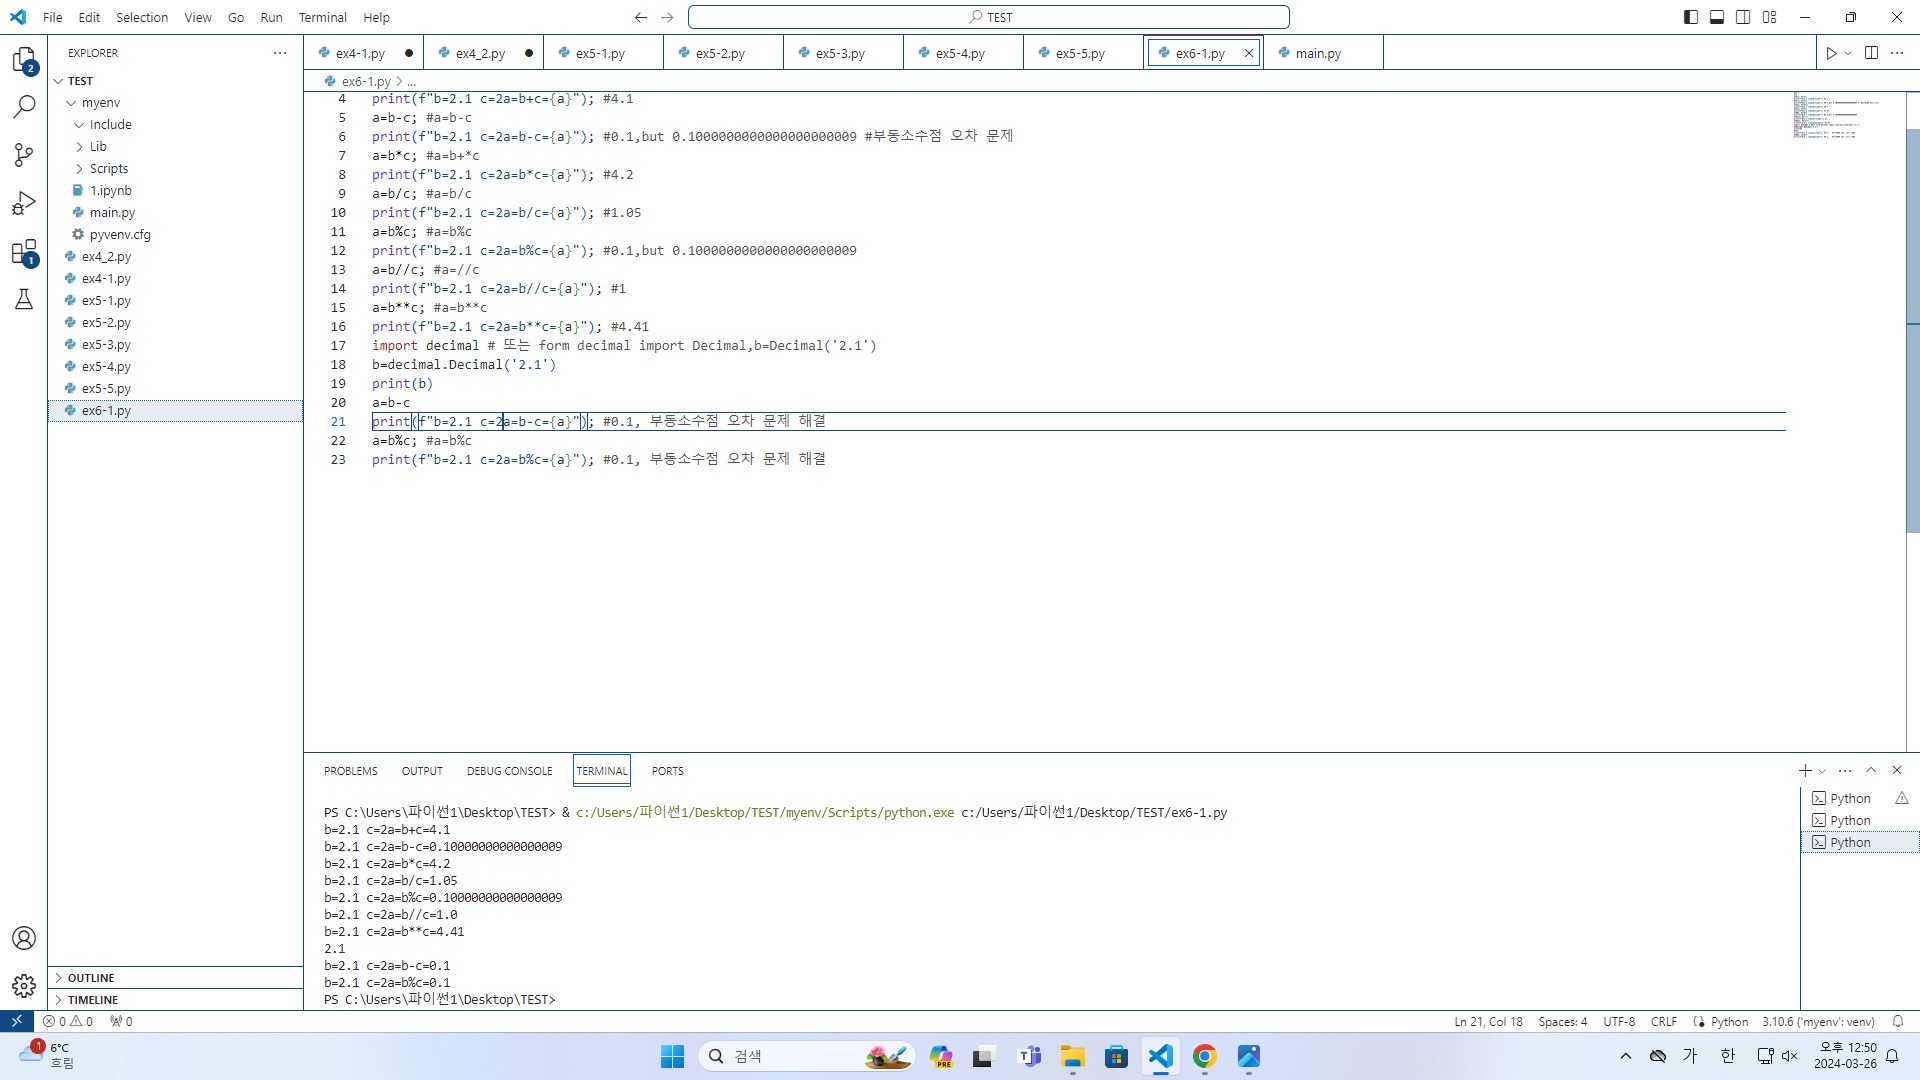 File Edit Selection View Go Run Terminal Help
TEST
EXPLORER
ex4-1.py ex4_2.py ex5-1.py ex5-2.py ex5-3.py ex5-4.py ex5-5.py ex6-1.py main.py
ex6-1.py > ...
TEST
myenv
Include
Lib
Scripts
1.ipynb
main.py
pyvenv.cfg
ex4_2.py
ex4-1.py
ex5-1.py
ex5-2.py
ex5-3.py
ex5-4.py
ex5-5.py
ex6-1.py
OUTLINE
TIMELINE
2
1
4 print(f"b=2.1 c=2a=b+c={a}"); #4.1
5 a=b-c; #a=b-c
6 print(f"b=2.1 c=2a=b-c={a}"); #0.1,but 0.1000000000000000000009 #부동소수점 오차 문제
7 a=b*c; #a=b+*c
8 print(f"b=2.1 c=2a=b*c={a}"); #4.2
9 a=b/c; #a=b/c
10 print(f"b=2.1 c=2a=b/c={a}"); #1.05
11 a=b%c; #a=b%c
12 print(f"b=2.1 c=2a=b%c={a}"); #0.1,but 0.1000000000000000000009
13 a=b//c; #a=//c
14 print(f"b=2.1 c=2a=b//c={a}"); #1
15 a=b**c; #a=b**c
16 print(f"b=2.1 c=2a=b**c={a}"); #4.41
17 import decimal # 또는 form decimal import Decimal,b=Decimal('2.1')
18 b=decimal.Decimal('2.1')
19 print(b)
20 a=b-c
21 print(f"b=2.1 c=2a=b-c={a}"); #0.1, 부동소수점 오차 문제 해결
22 a=b%c; #a=b%c
23 print(f"b=2.1 c=2a=b%c={a}"); #0.1, 부동소수점 오차 문제 해결
PROBLEMS OUTPUT DEBUG CONSOLE TERMINAL PORTS
PS C:\Users\파이썬1\Desktop\TEST> & c:/Users/파이썬1/Desktop/TEST/myenv/Scripts/python.exe c:/Users/파이썬1/Desktop/TEST/ex6-1.py
b=2.1 c=2a=b+c=4.1
b=2.1 c=2a=b-c=0.10000000000000009
b=2.1 c=2a=b*c=4.2
b=2.1 c=2a=b/c=1.05
b=2.1 c=2a=b%c=0.10000000000000009
b=2.1 c=2a=b//c=1.0
b=2.1 c=2a=b**c=4.41
2.1
b=2.1 c=2a=b-c=0.1
b=2.1 c=2a=b%c=0.1
PS C:\Users\파이썬1\Desktop\TEST>
Python
Python
Python
0 0 0
Ln 21, Col 18 Spaces: 4 UTF-8 CRLF Python 3.10.6 ('myenv': venv)
1
6°C
흐림
검색
PRE
가 한
오후 12:50
2024-03-26